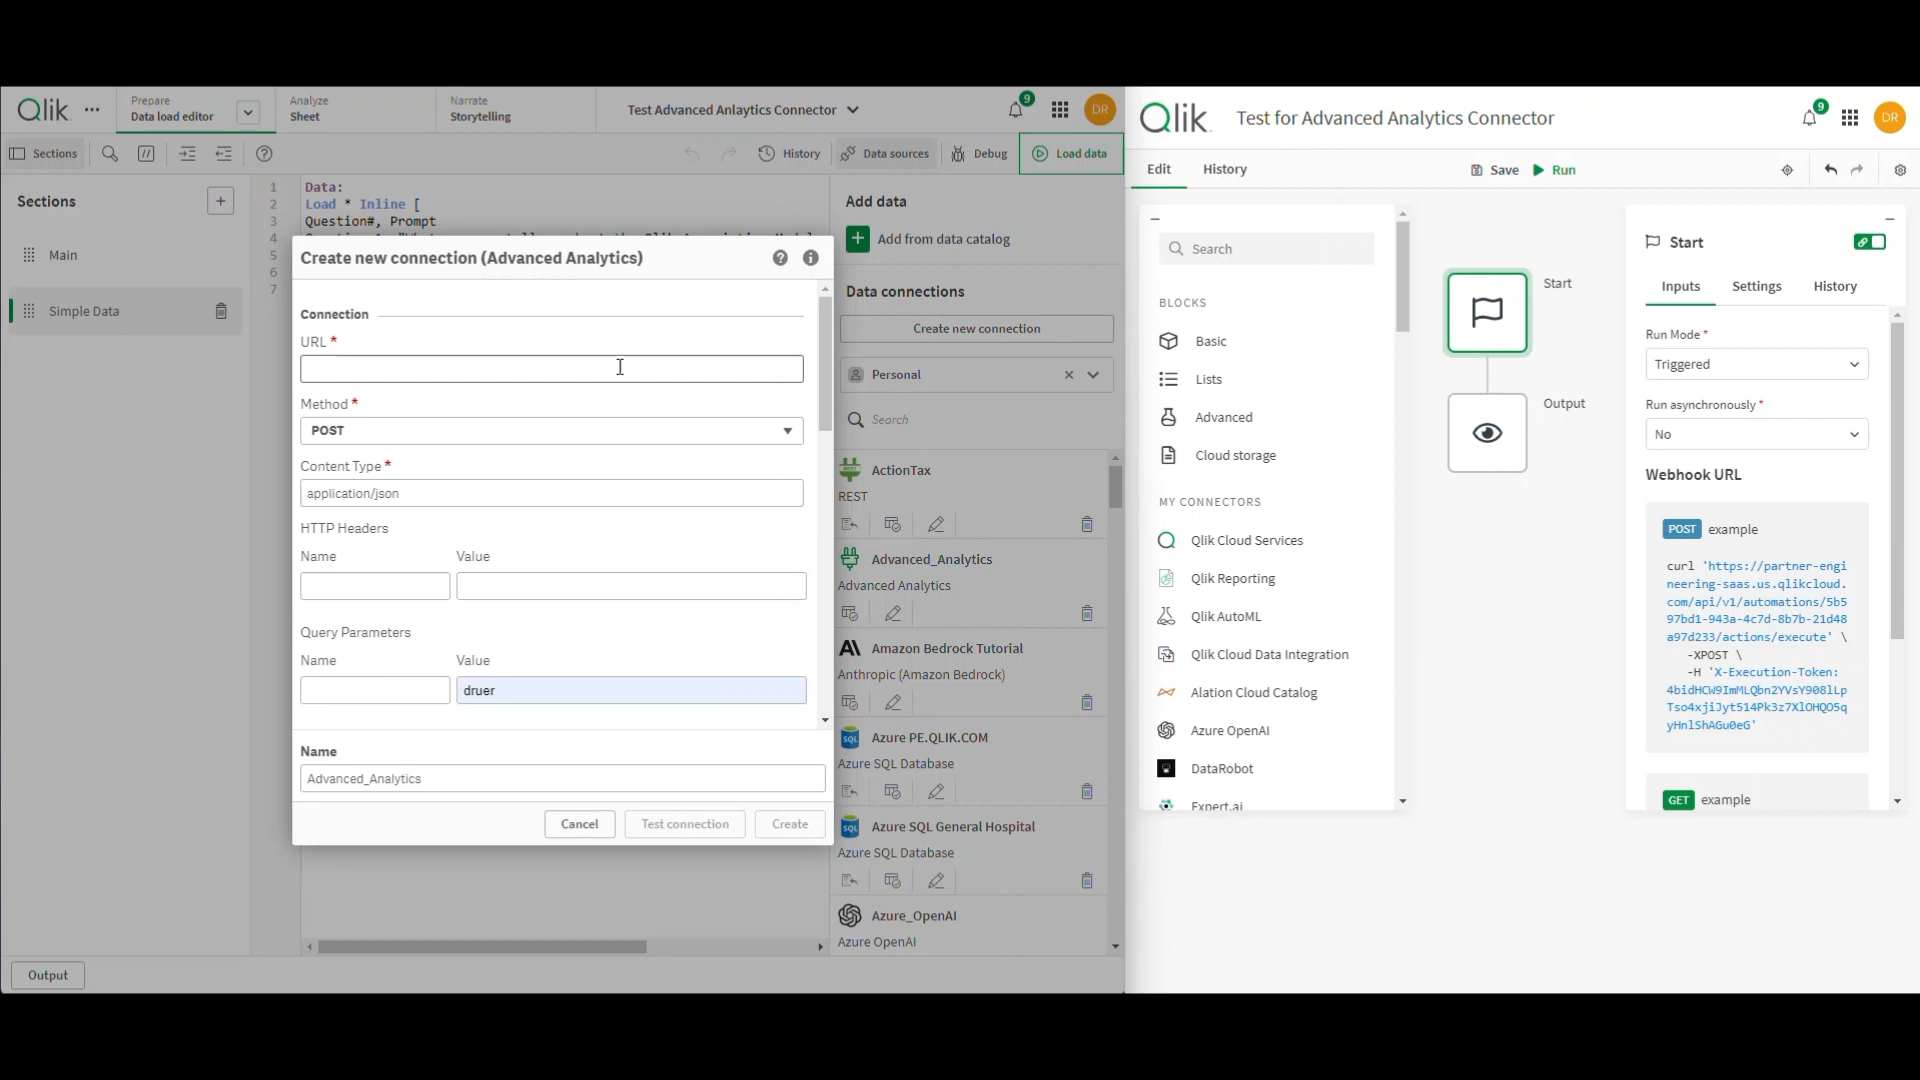 Qlik
Prepare
Data load editor
Analyze
Sheet
Narrate
Storytelling
Test Advanced Anlaytics Connector
9
DR
Sections
History
Data sources
Debug
Load data
Sections
Main
Simple Data
1
2
3
4
5
6
7
Data:
Load * Inline [
Question#, Prompt
Create new connection (Advanced Analytics)
Connection
URL *
Method *
POST
Content Type *
application/json
HTTP Headers
Name
Value
Query Parameters
Name
Value
druer
Name
Advanced_Analytics
Cancel
Test connection
Create
Output
Add data
Add from data catalog
Data connections
Create new connection
Personal
Search
ActionTax
REST
Advanced_Analytics
Advanced Analytics
Amazon Bedrock Tutorial
Anthropic (Amazon Bedrock)
SQL
Azure PE.QLIK.COM
Azure SQL Database
SQL
Azure SQL General Hospital
Azure SQL Database
Azure_OpenAI
Azure OpenAI
Qlik
Test for Advanced Analytics Connector
9
DR
Edit
History
Save
Run
Search
BLOCKS
Basic
Lists
Advanced
Cloud storage
MY CONNECTORS
Qlik Cloud Services
Qlik Reporting
Qlik AutoML
Qlik Cloud Data Integration
Alation Cloud Catalog
Azure OpenAI
DataRobot
Expert.ai
Start
Output
Start
Inputs
Settings
History
Run Mode *
Triggered
Run asynchronously *
No
Webhook URL
POST example
curl 'https://partner-engi
neering-saas.us.qlikcloud.
com/api/v1/automations/5b5
97bd1-943a-4c7d-8b7b-21d48
a97d233/actions/execute' \
-XPOST \
-H 'X-Execution-Token:
4bidHCW9ImMLQbn2YVsY908lLp
Tso4xjiJyt514Pk3z7XlOHQO5q
yHnlShAGu0eG'
GET example